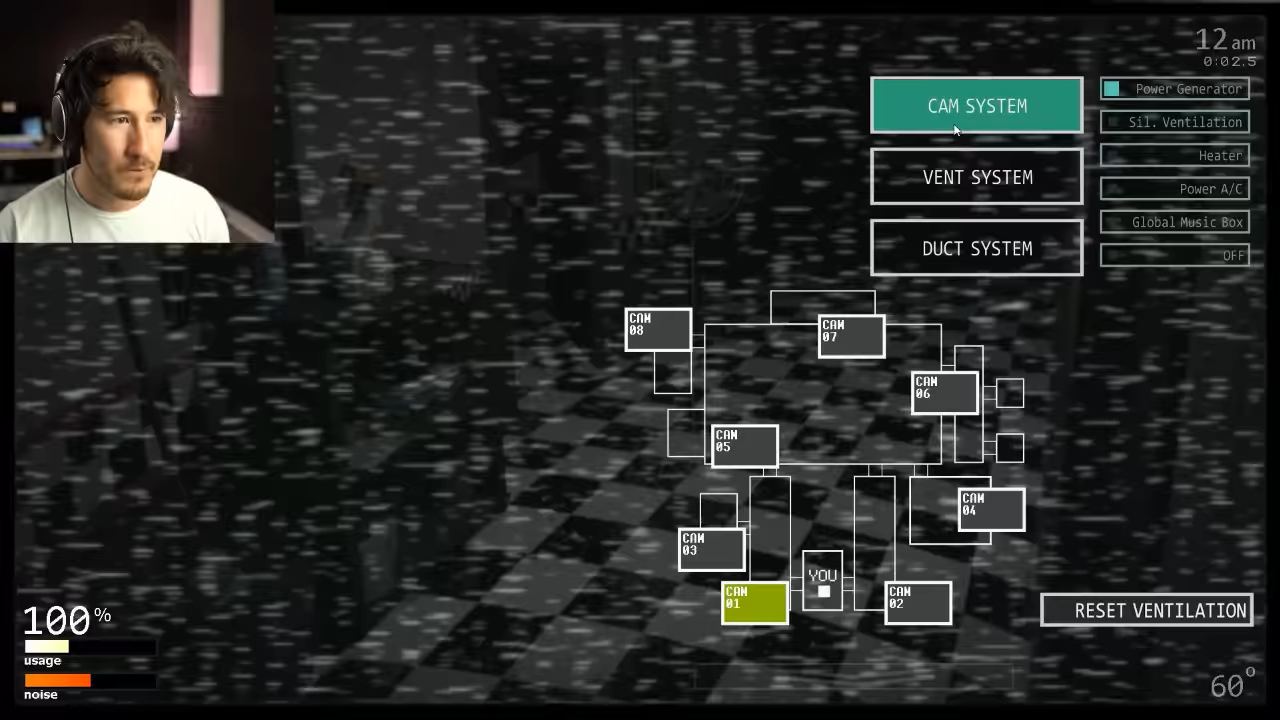 12 am
0:02.5
CAM SYSTEM
Power Generator
Sil. Ventilation
VENT SYSTEM
Heater
Power A/C
DUCT SYSTEM
Global Music Box
OFF
CAM
08
CAM
07
CAM
06
CAM
05
CAM
04
CAM
03
YOU
CAM
01
CAM
02
RESET VENTILATION
100%
usage
noise
60°